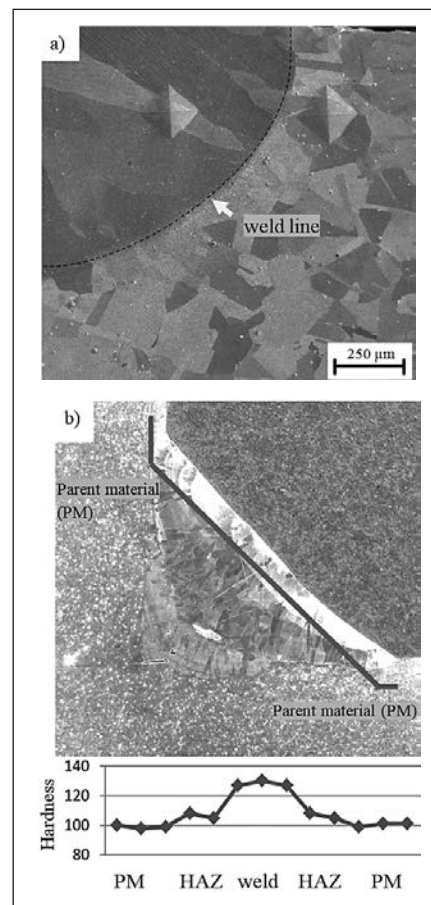 a)
weld line
250 µm
b)
Parent material
(PM)
Parent material (PM)
140
120
100
80
Hardness
PM HAZ weld HAZ PM